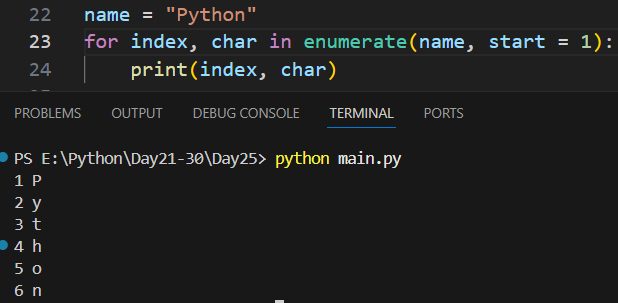 22 name = "Python"
23 for index, char in enumerate(name, start = 1):
24 print(index, char)
PROBLEMS OUTPUT DEBUG CONSOLE TERMINAL PORTS
PS E:\Python\Day21-30\Day25> python main.py
1 P
2 y
3 t
4 h
5 o
6 n